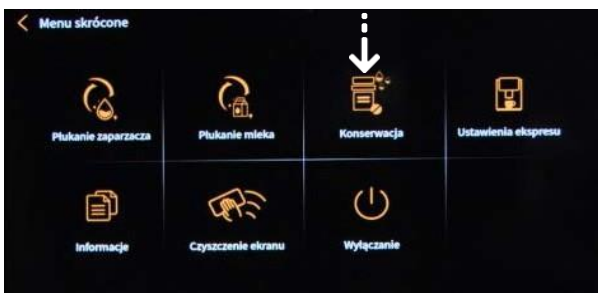 Menu skrócone
Płukanie zaparzacza
Płukanie mleka
Konserwacja
Ustawienia ekspresu
Informacje
Czyszczenie ekranu
Wyłączanie